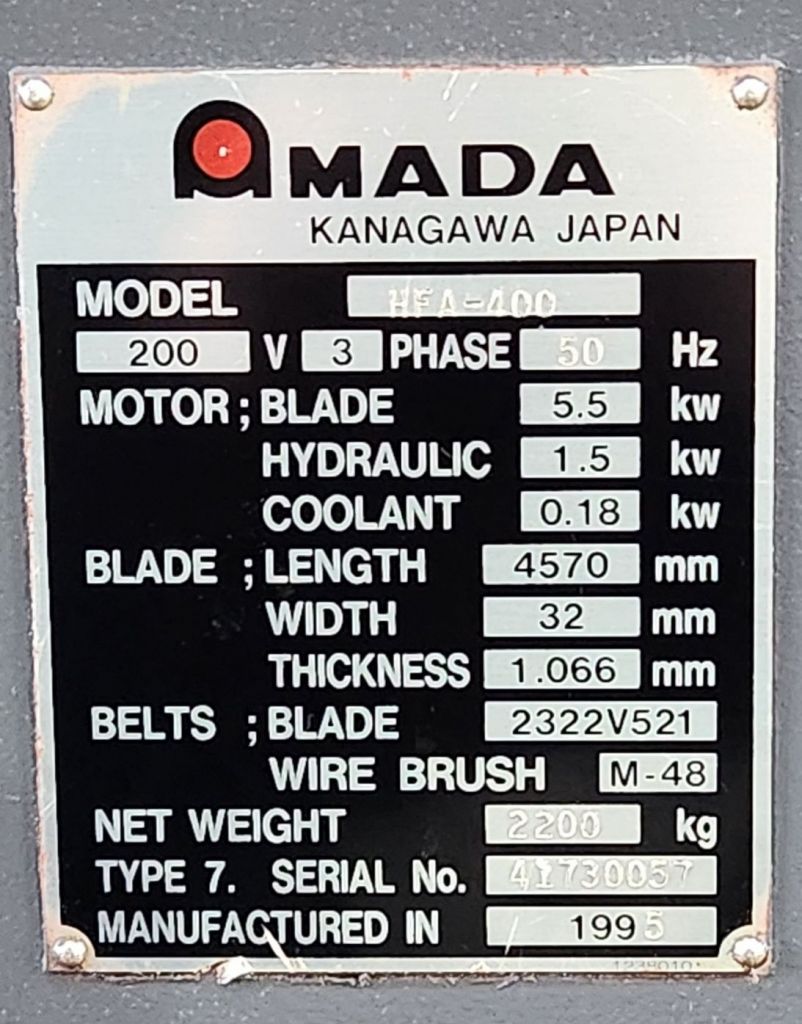 AMADA
KANAGAWA JAPAN
MODEL HFA-400
200 V 3 PHASE 50 Hz
MOTOR ; BLADE 5.5 kw
HYDRAULIC 1.5 kw
COOLANT 0.18 kw
BLADE ; LENGTH 4570 mm
WIDTH 32 mm
THICKNESS 1.066 mm
BELTS ; BLADE 2322V521
WIRE BRUSH M-48
NET WEIGHT 2200 kg
TYPE 7. SERIAL No. 41730057
MANUFACTURED IN 1995